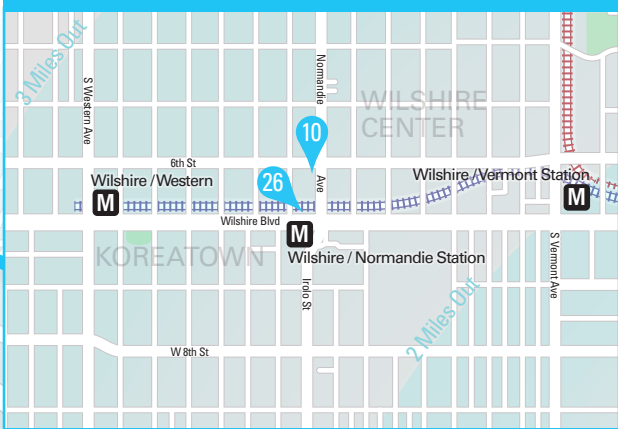 3 Miles Out
S Western Ave
Normandie
Ave
WILSHIRE
CENTER
10
6th St
Wilshire / Western
M
26
Wilshire / Vermont Station
M
Wilshire Blvd
M
KOREATOWN
Wilshire / Normandie Station
S Vermont Ave
Irolo St
2 Miles Out
W 8th St